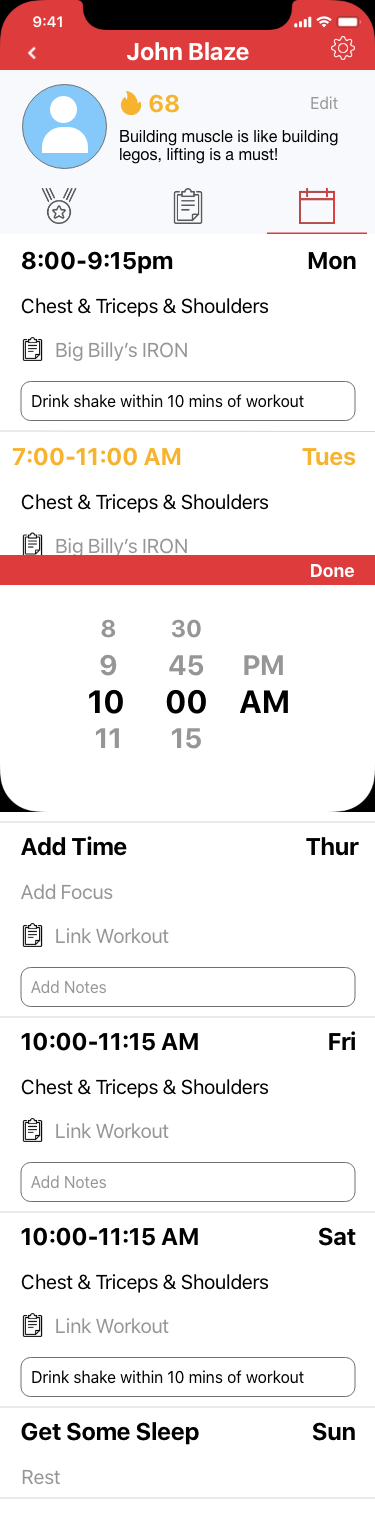 9:41
John Blaze
68
Edit
Building muscle is like building
legos, lifting is a must!
8:00-9:15pm Mon
Chest & Triceps & Shoulders
Big Billy’s IRON
Drink shake within 10 mins of workout
7:00-11:00 AM Tues
Chest & Triceps & Shoulders
Big Billy’s IRON
Done
8 30
9 45 PM
10 00 AM
11 15
Add Time Thur
Add Focus
Link Workout
Add Notes
10:00-11:15 AM Fri
Chest & Triceps & Shoulders
Link Workout
Add Notes
10:00-11:15 AM Sat
Chest & Triceps & Shoulders
Link Workout
Drink shake within 10 mins of workout
Get Some Sleep Sun
Rest